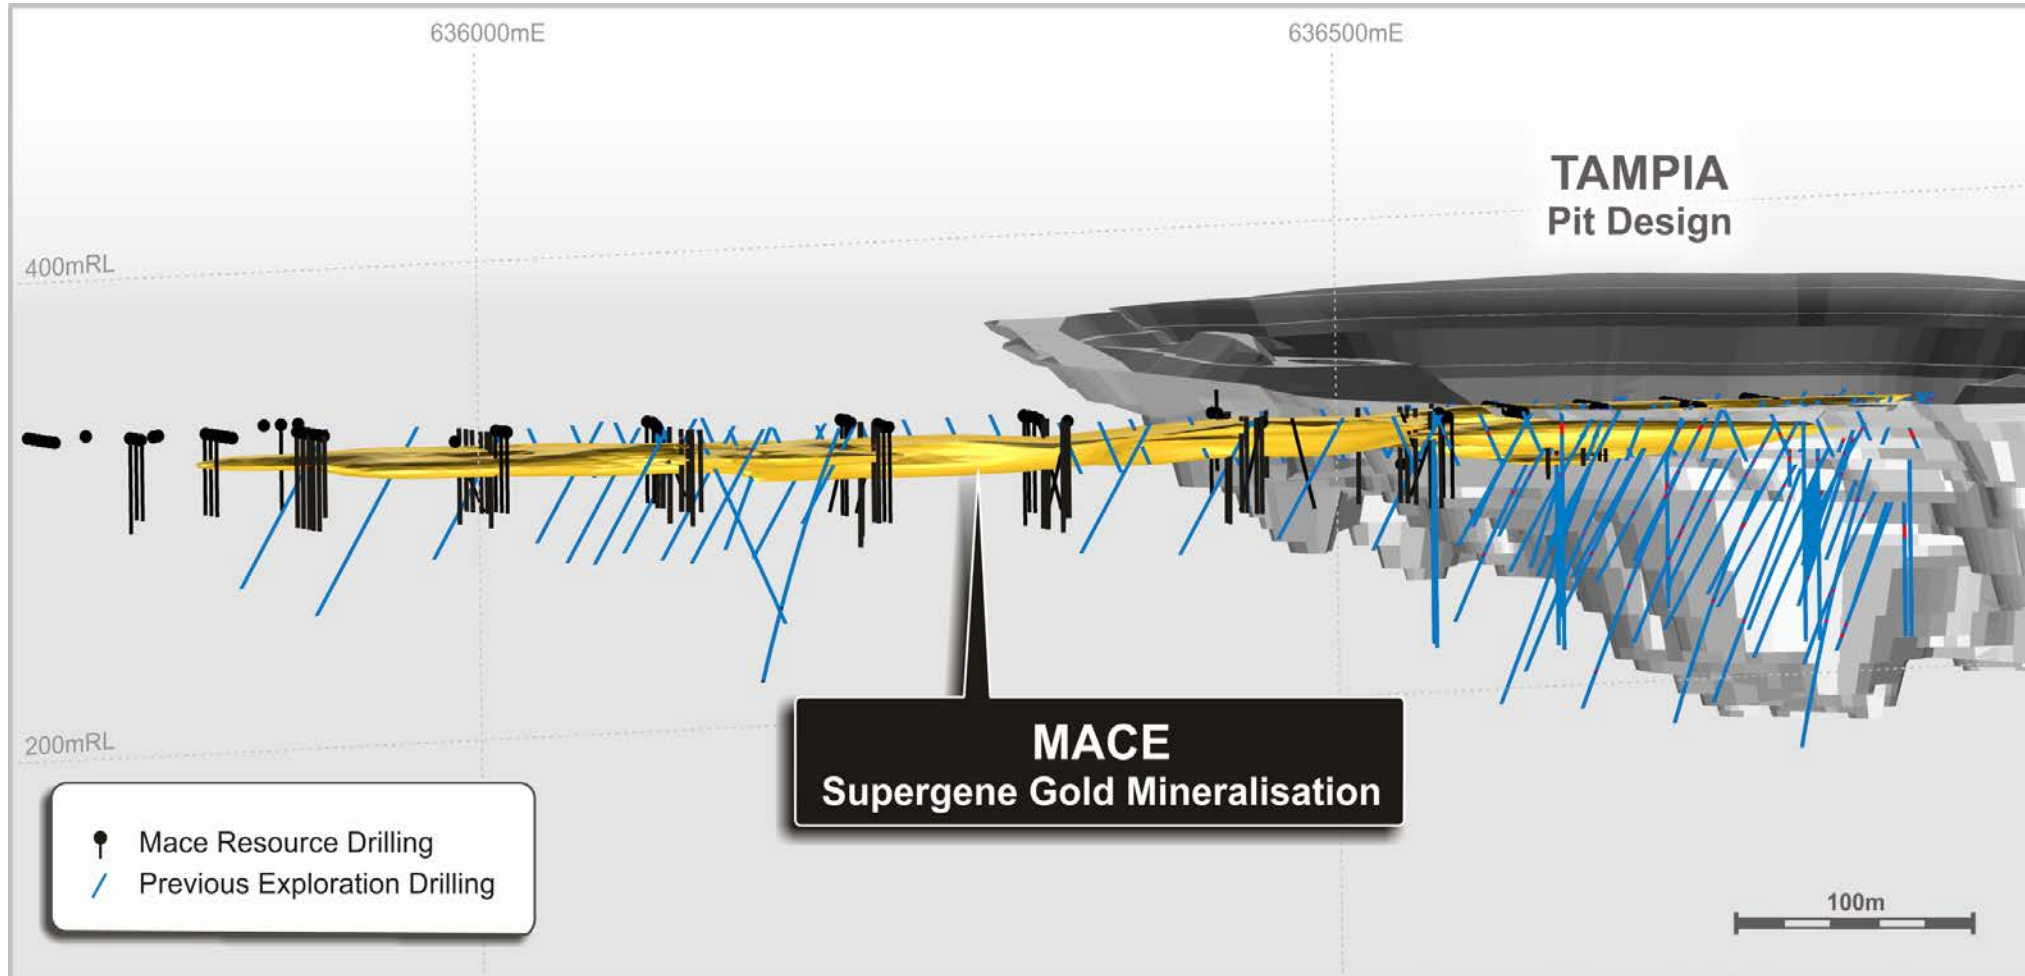 636000mE
636500mE
TAMPIA
Pit Design
400mRL
200mRL
MACE
Supergene Gold Mineralisation
Mace Resource Drilling
Previous Exploration Drilling
100m